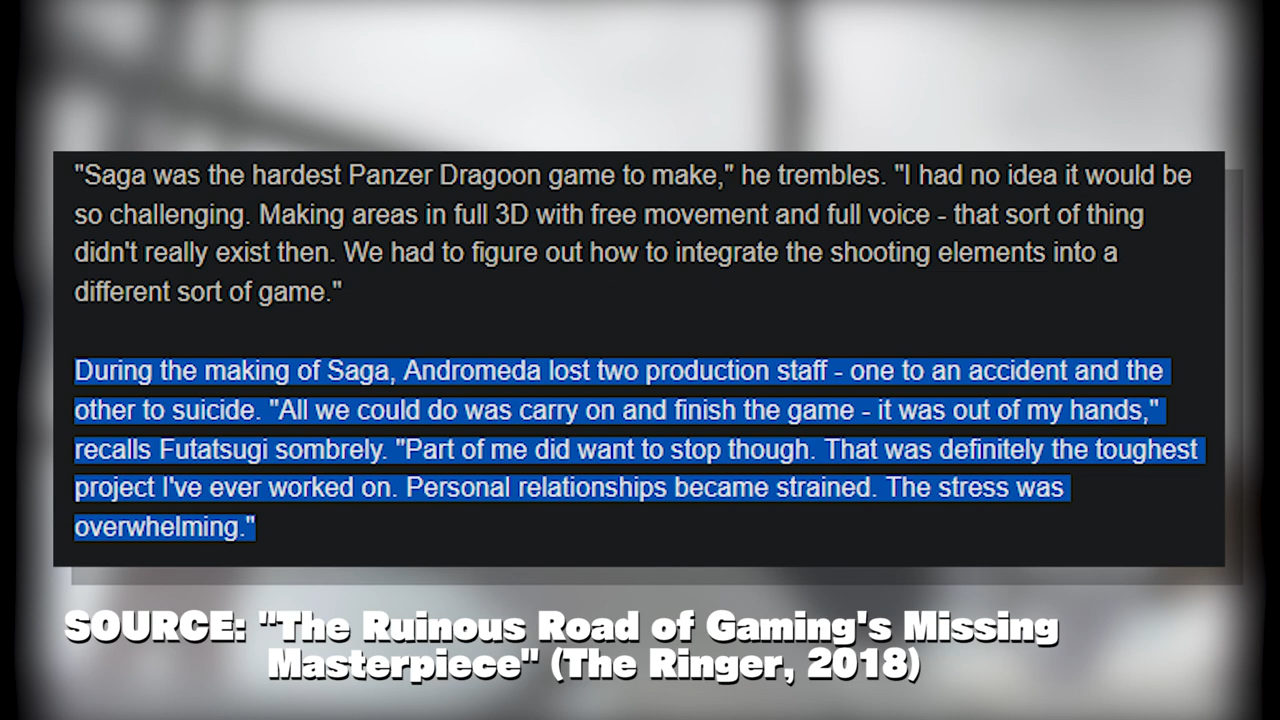 "Saga was the hardest Panzer Dragoon game to make," he trembles. "I had no idea it would be
so challenging. Making areas in full 3D with free movement and full voice - that sort of thing
didn't really exist then. We had to figure out how to integrate the shooting elements into a
different sort of game."
During the making of Saga, Andromeda lost two production staff - one to an accident and the
other to suicide. "All we could do was carry on and finish the game - it was out of my hands,"
recalls Futatsugi sombrely. "Part of me did want to stop though. That was definitely the toughest
project I've ever worked on. Personal relationships became strained. The stress was
overwhelming."
SOURCE: "The Ruinous Road of Gaming's Missing
Masterpiece" (The Ringer, 2018)